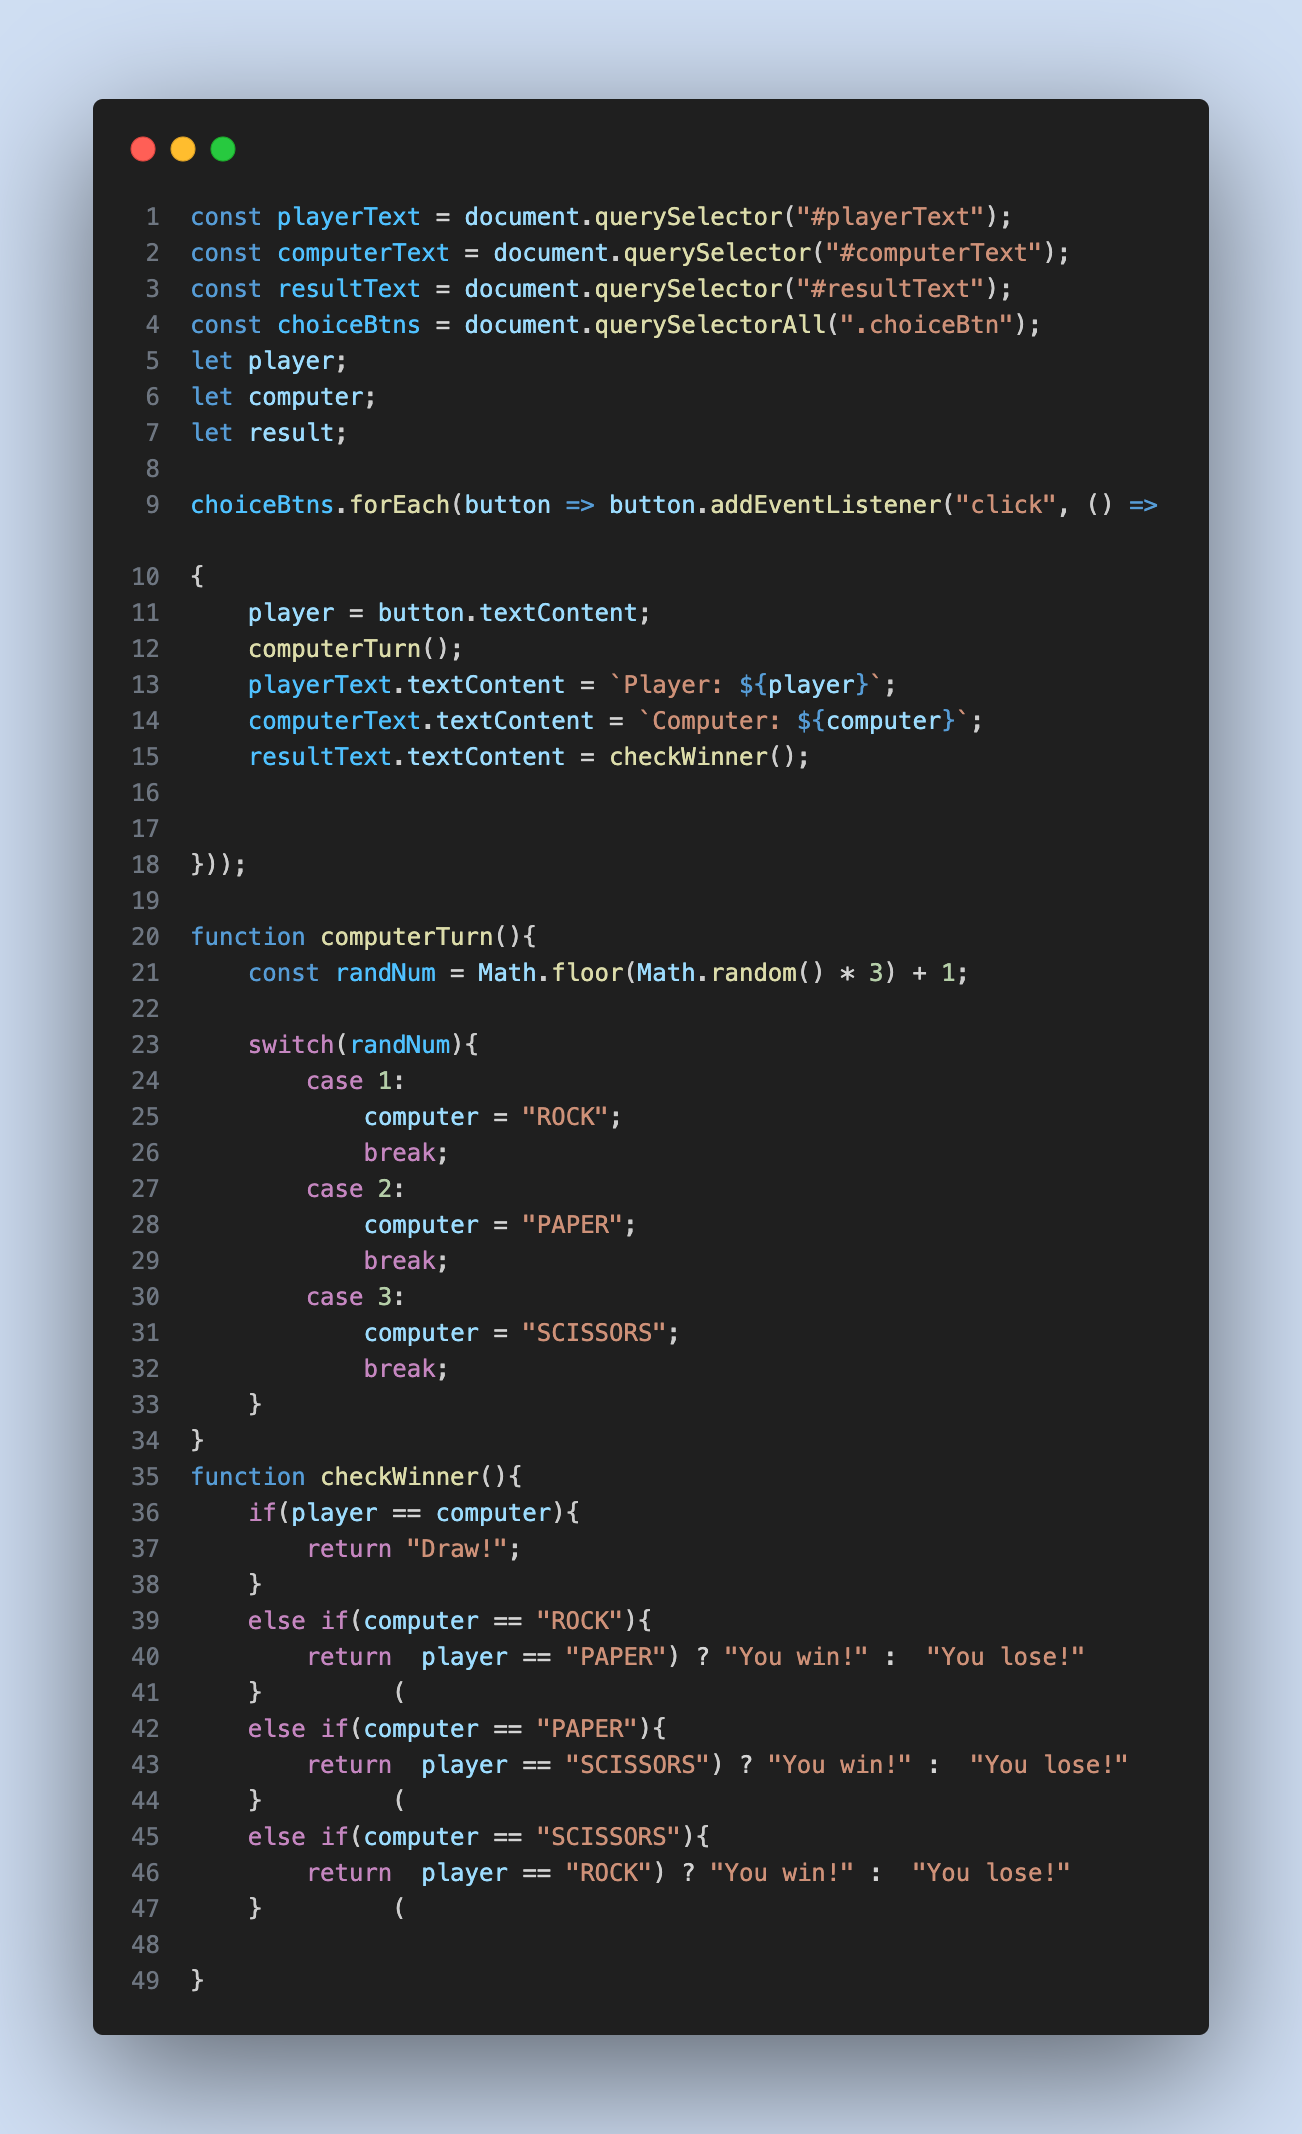 1 const playerText = document.querySelector("#playerText");
2 const computerText = document.querySelector("#computerText");
3 const resultText = document.querySelector("#resultText");
4 const choiceBtns = document.querySelectorAll(".choiceBtn");
5 let player;
6 let computer;
7 let result;
8
9 choiceBtns.forEach(button => button.addEventListener("click", () =>
10 {
11     player = button.textContent;
12     computerTurn();
13     playerText.textContent = `Player: ${player}`;
14     computerText.textContent = `Computer: ${computer}`;
15     resultText.textContent = checkWinner();
16
17
18 }));
19
20 function computerTurn(){
21     const randNum = Math.floor(Math.random() * 3) + 1;
22
23     switch(randNum){
24         case 1:
25             computer = "ROCK";
26             break;
27         case 2:
28             computer = "PAPER";
29             break;
30         case 3:
31             computer = "SCISSORS";
32             break;
33     }
34 }
35 function checkWinner(){
36     if(player == computer){
37         return "Draw!";
38     }
39     else if(computer == "ROCK"){
40         return  player == "PAPER") ? "You win!" :  "You lose!"
41     }         (
42     else if(computer == "PAPER"){
43         return  player == "SCISSORS") ? "You win!" :  "You lose!"
44     }         (
45     else if(computer == "SCISSORS"){
46         return  player == "ROCK") ? "You win!" :  "You lose!"
47     }         (
48
49 }